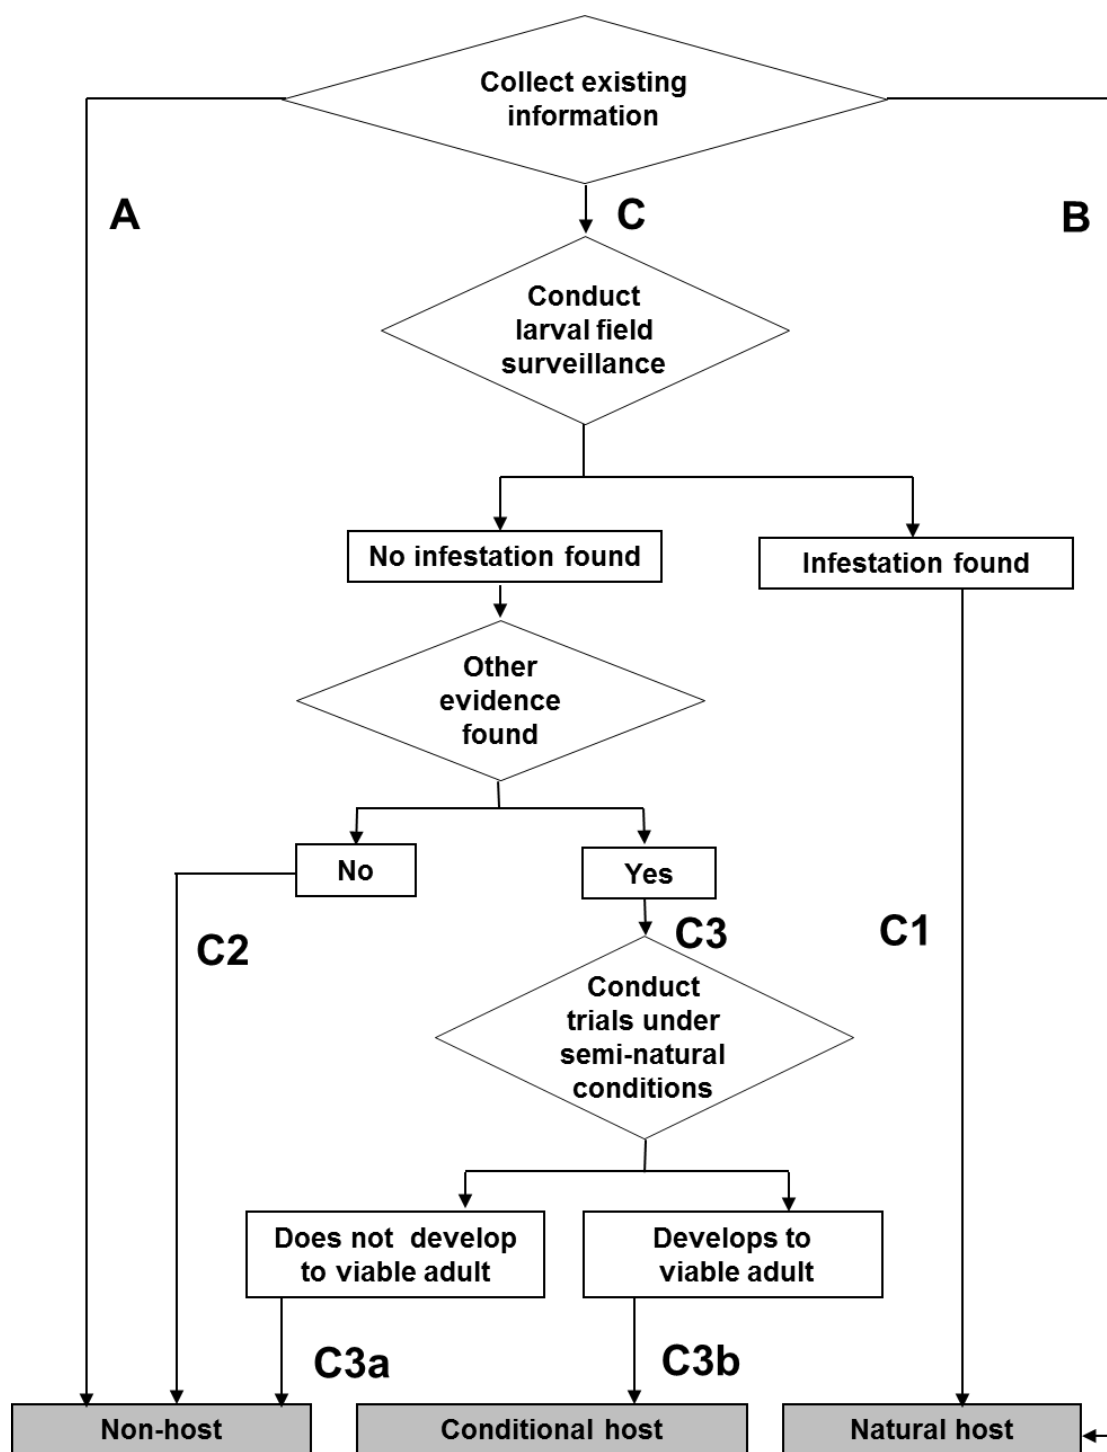 Collect existing
information
A
C
B
Conduct
larval field
surveillance
No infestation found
Infestation found
Other
evidence
found
No
Yes
C2
C3
C1
Conduct
trials under
semi-natural
conditions
Does not develop
to viable adult
Develops to
viable adult
C3a
C3b
Non-host
Conditional host
Natural host